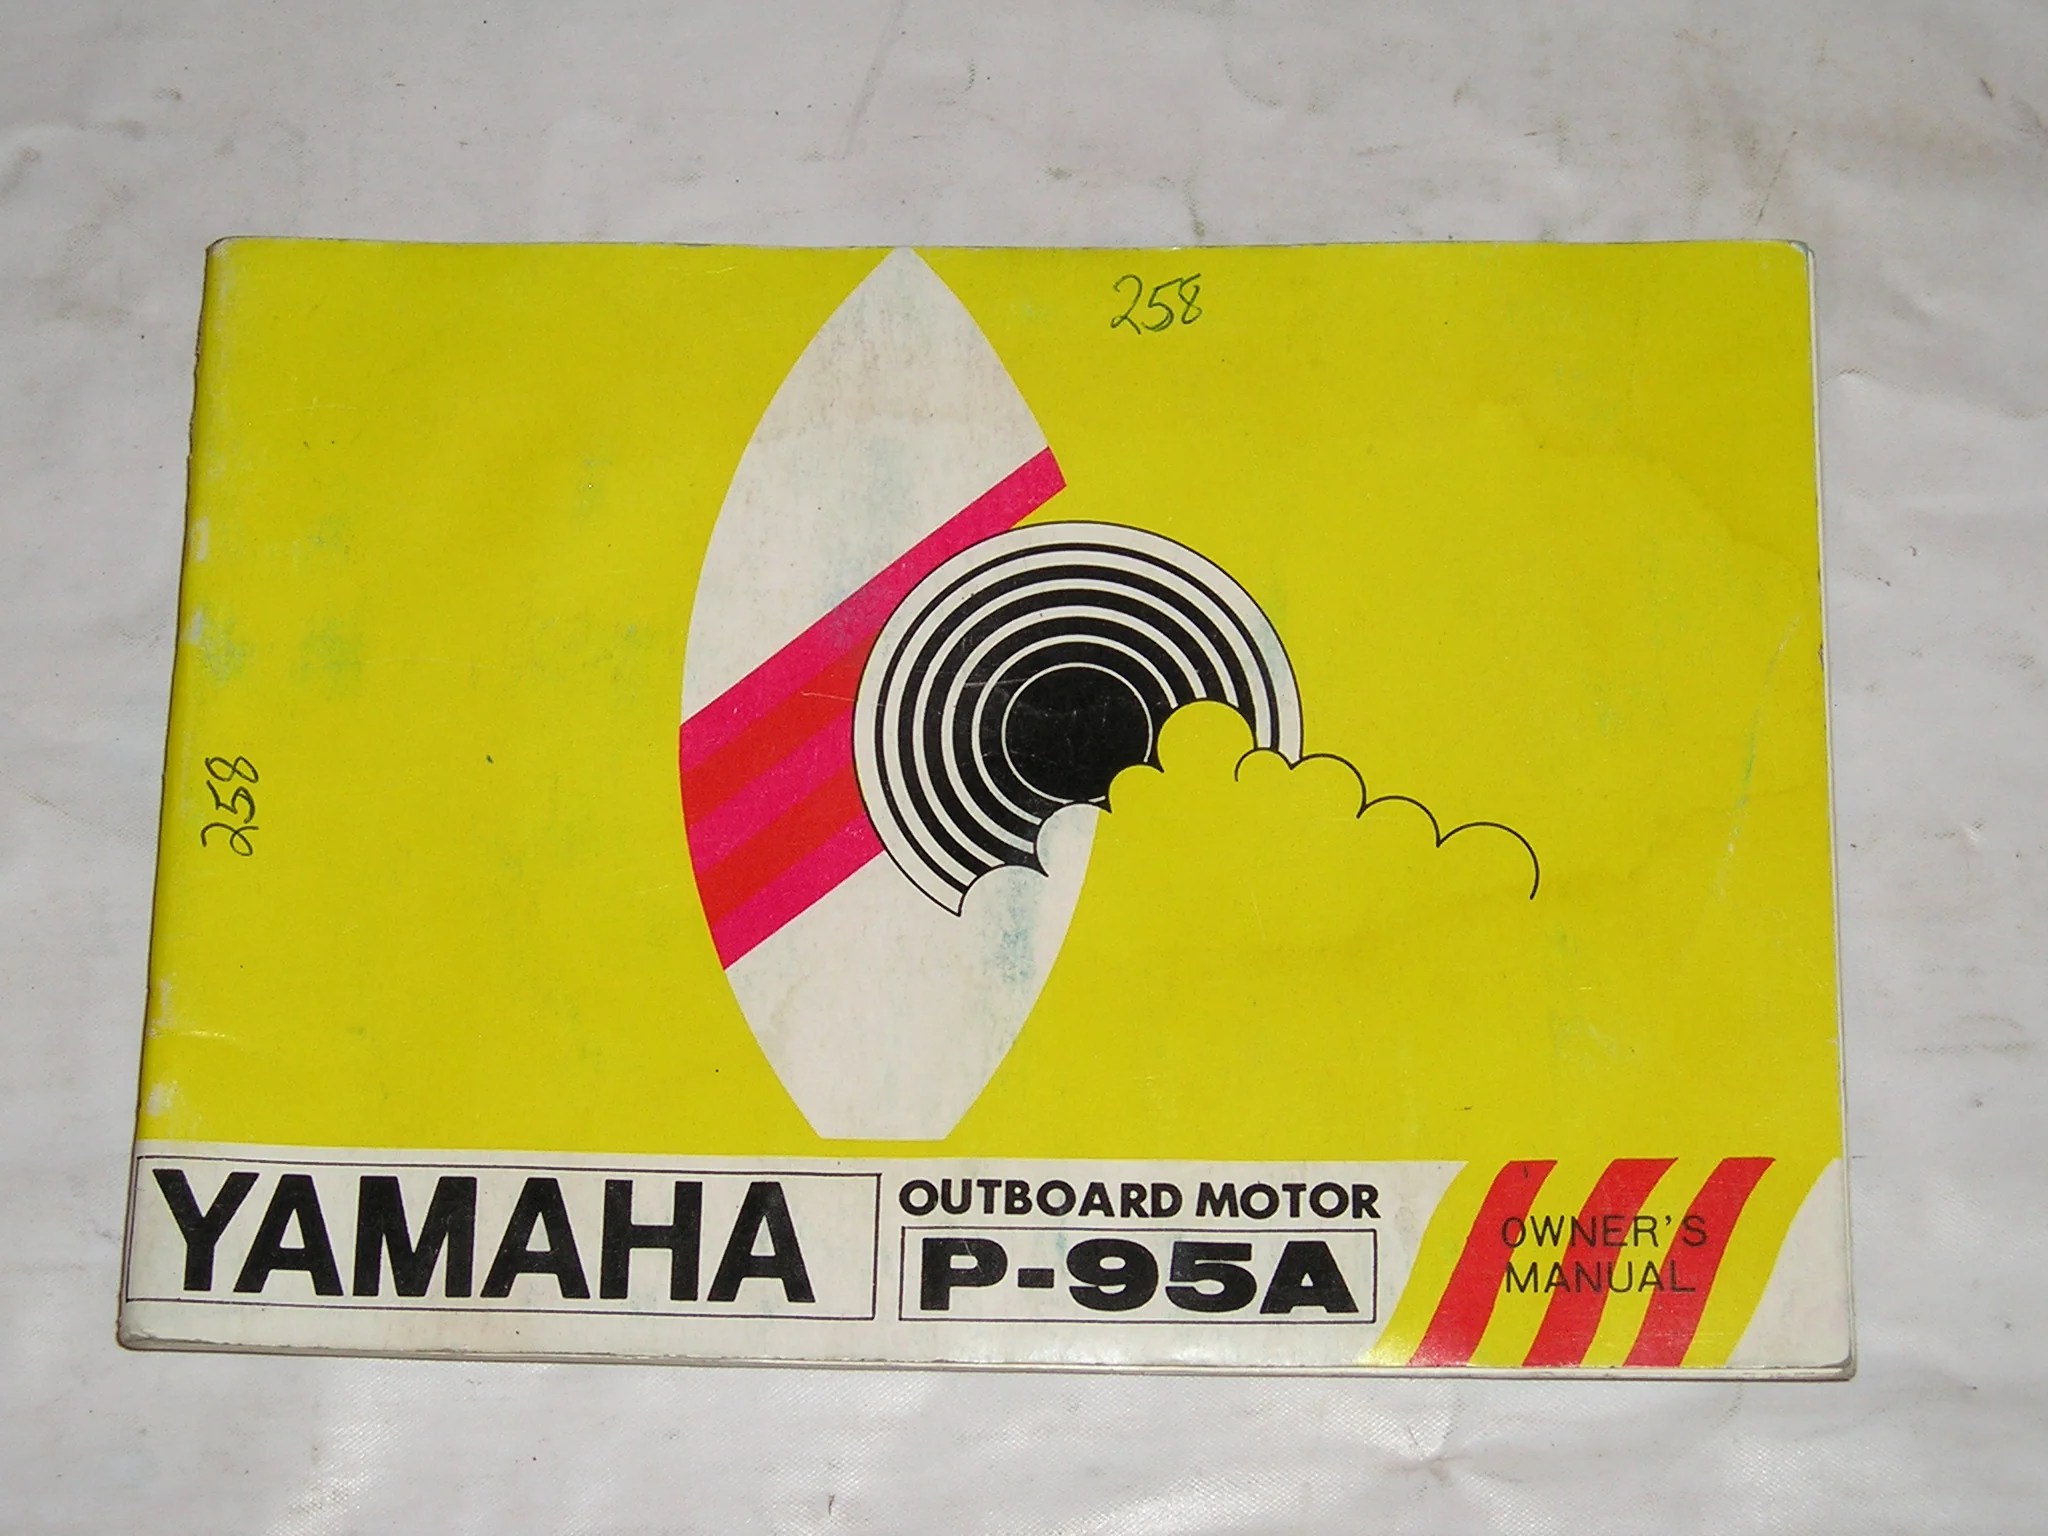 258
258
YAMAHA
OUTBOARD MOTOR
P-95A
OWNER'S
MANUAL